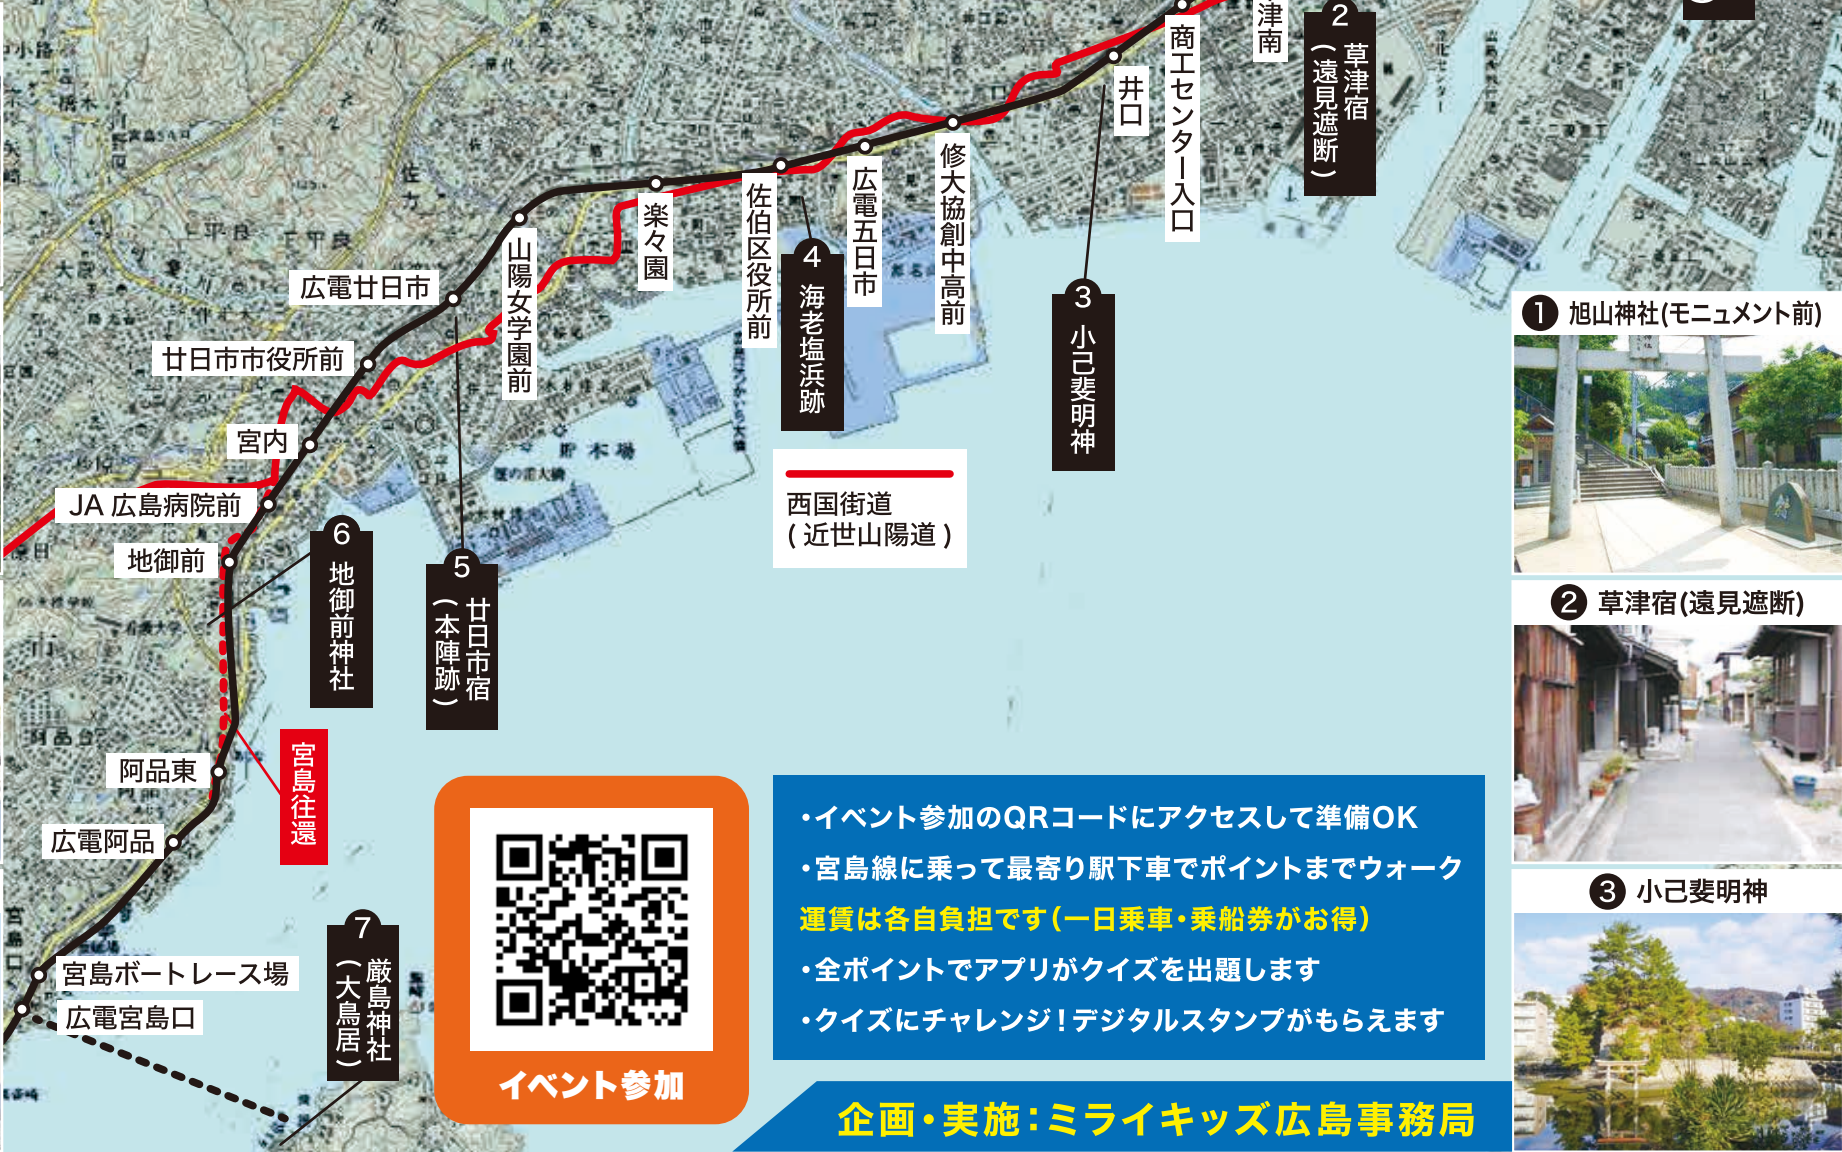 津南
商工センター入口
井口
修大協創中高前
広電五日市
佐伯区役所前
楽々園
山陽女学園前
広電廿日市
廿日市市役所前
宮内
JA 広島病院前
地御前
阿品東
広電阿品
宮島ボートレース場
広電宮島口
2
草津宿
(遠見遮断)
3
小己斐明神
4
海老塩浜跡
5
廿日市宿
(本陣跡)
6
地御前神社
7
厳島神社
(大鳥居)
宮島往還
西国街道
(近世山陽道)
貯木場
上平良
下平良
佐方
宮島口
イベント参加
・イベント参加のQRコードにアクセスして準備OK
・宮島線に乗って最寄り駅下車でポイントまでウォーク
運賃は各自負担です(一日乗車・乗船券がお得)
・全ポイントでアプリがクイズを出題します
・クイズにチャレンジ!デジタルスタンプがもらえます
企画・実施:ミライキッズ広島事務局
1 旭山神社(モニュメント前)
2 草津宿(遠見遮断)
3 小己斐明神